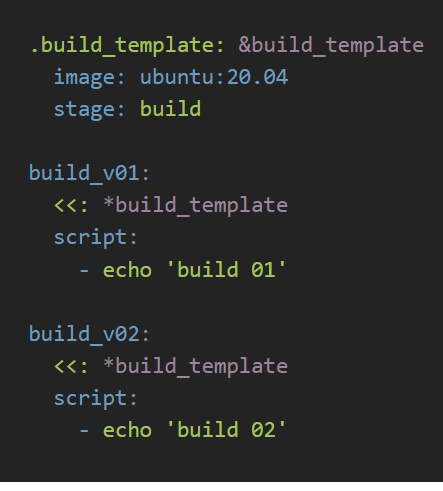 .build_template: &build_template
  image: ubuntu:20.04
  stage: build

build_v01:
  <<: *build_template
  script:
    - echo 'build 01'

build_v02:
  <<: *build_template
  script:
    - echo 'build 02'